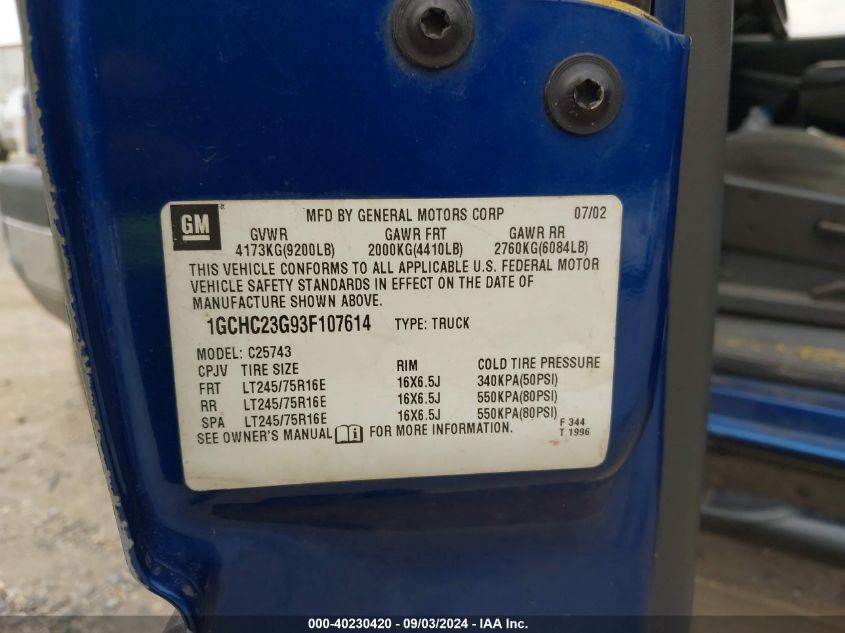 GM
MFD BY GENERAL MOTORS CORP 07/02
GVWR GAWR FRT GAWR RR
4173KG(9200LB) 2000KG(4410LB) 2760KG(6084LB)
THIS VEHICLE CONFORMS TO ALL APPLICABLE U.S. FEDERAL MOTOR
VEHICLE SAFETY STANDARDS IN EFFECT ON THE DATE OF
MANUFACTURE SHOWN ABOVE.
1GCHC23G93F107614 TYPE: TRUCK
MODEL: C25743
CPJV TIRE SIZE RIM COLD TIRE PRESSURE
FRT LT245/75R16E 16X6.5J 340KPA(50PSI)
RR LT245/75R16E 16X6.5J 550KPA(80PSI)
SPA LT245/75R16E 16X6.5J 550KPA(80PSI)
SEE OWNER'S MANUAL FOR MORE INFORMATION.
F 344
T 1996
000-40230420 - 09/03/2024 - IAA Inc.